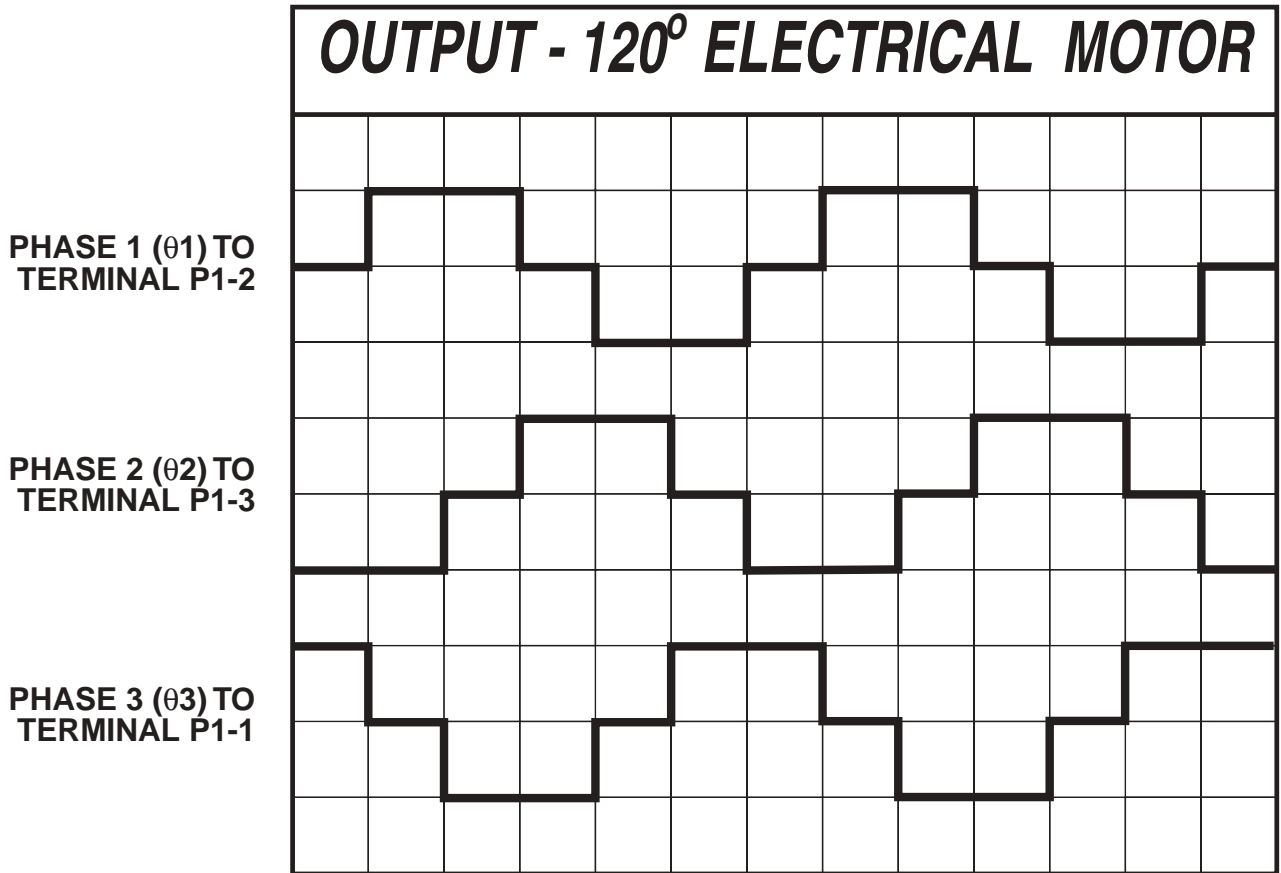 OUTPUT - 120º ELECTRICAL MOTOR
PHASE 1 (θ1) TO
TERMINAL P1-2
PHASE 2 (θ2) TO
TERMINAL P1-3
PHASE 3 (θ3) TO
TERMINAL P1-1